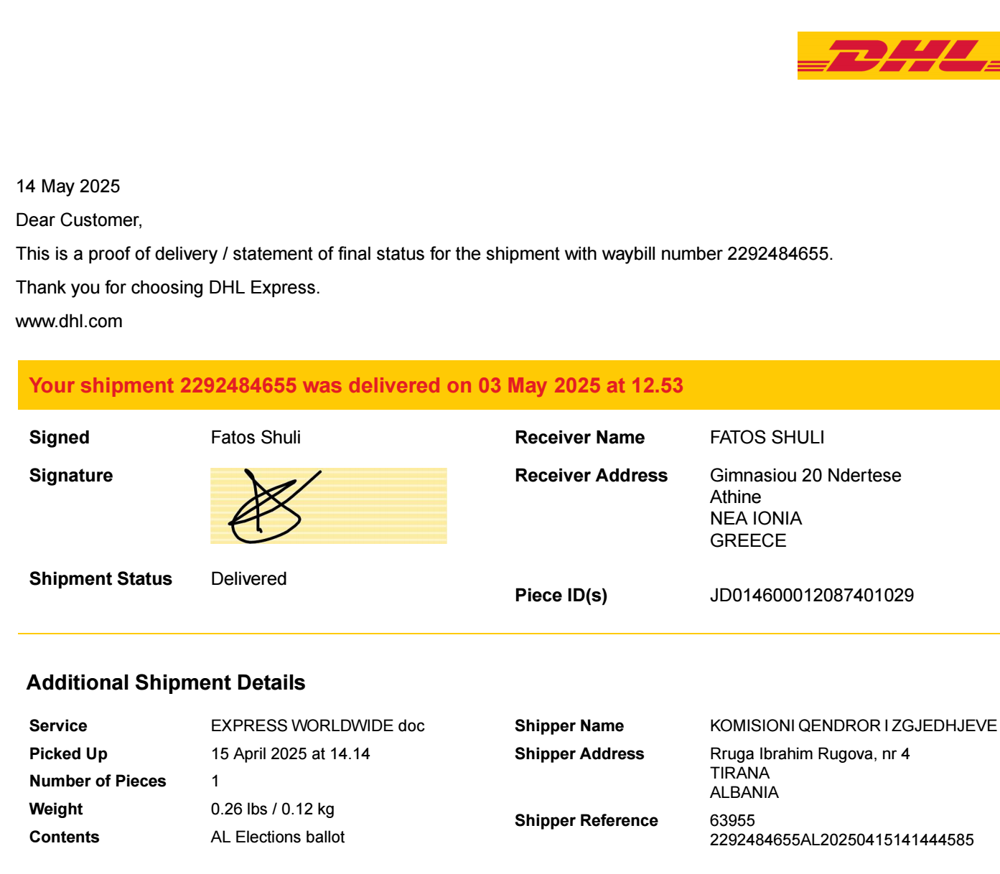 DHL
14 May 2025
Dear Customer,
This is a proof of delivery / statement of final status for the shipment with waybill number 2292484655.
Thank you for choosing DHL Express.
www.dhl.com
Your shipment 2292484655 was delivered on 03 May 2025 at 12.53
Signed Fatos Shuli
Receiver Name FATOS SHULI
Signature
Receiver Address Gimnasiou 20 Ndertese
Athine
NEA IONIA
GREECE
Shipment Status Delivered
Piece ID(s) JD014600012087401029
Additional Shipment Details
Service EXPRESS WORLDWIDE doc
Shipper Name KOMISIONI QENDROR I ZGJEDHJEVE
Picked Up 15 April 2025 at 14.14
Shipper Address Rruga Ibrahim Rugova, nr 4
TIRANA
ALBANIA
Number of Pieces 1
Weight 0.26 lbs / 0.12 kg
Shipper Reference 63955
2292484655AL20250415141444585
Contents AL Elections ballot